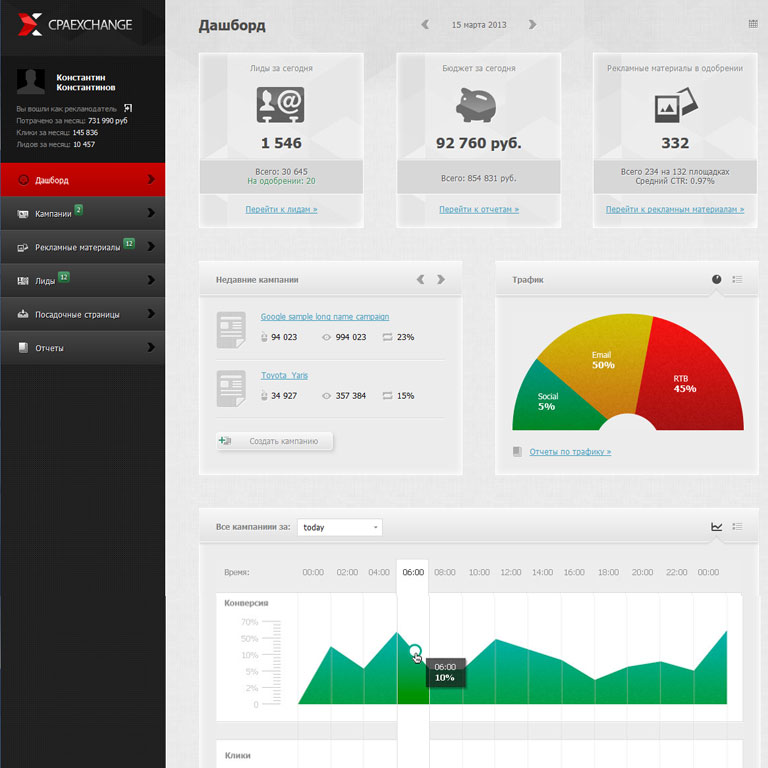 CPAEXCHANGE
Константин
Константинов
Вы вошли как рекламодатель
Потрачено за месяц: 731 990 руб
Клики за месяц: 145 836
Лидов за месяц: 10 457
Дашборд
Кампании 2
Рекламные материалы 12
Лиды 12
Посадочные страницы
Отчеты
Дашборд
15 марта 2013
Лиды за сегодня
1 546
Всего: 30 645
На одобрении: 20
Перейти к лидам »
Бюджет за сегодня
92 760 руб.
Всего: 854 831 руб.
Перейти к отчетам »
Рекламные материалы в одобрении
332
Всего 234 на 132 площадках
Средний CTR: 0.97%
Перейти к рекламным материалам »
Недавние кампании
Google sample long name campaign
94 023 994 023 23%
Toyota Yaris
34 927 357 384 15%
Создать кампанию
Трафик
Email
50%
RTB
45%
Social
5%
Отчеты по трафику »
Все кампаниии за: today
Время: 00:00 02:00 04:00 06:00 08:00 10:00 12:00 14:00 16:00 18:00 20:00 22:00 00:00
Конверсия
70%
50%
10%
5%
2%
0
06:00
10%
Клики